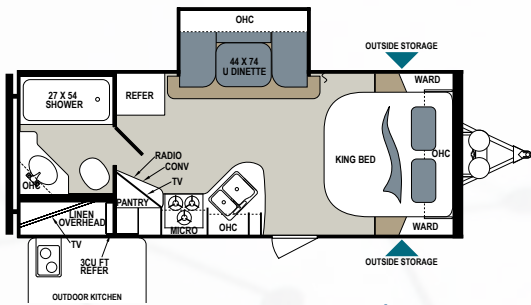 OHC
44 X 74
U DINETTE
OUTSIDE STORAGE
WARD
27 X 54
SHOWER
REFER
RADIO
CONV
TV
KING BED
OHC
OHC
PANTRY
MICRO
OHC
LINEN
OVERHEAD
TV
3CU FT
REFER
WARD
OUTSIDE STORAGE
OUTDOOR KITCHEN